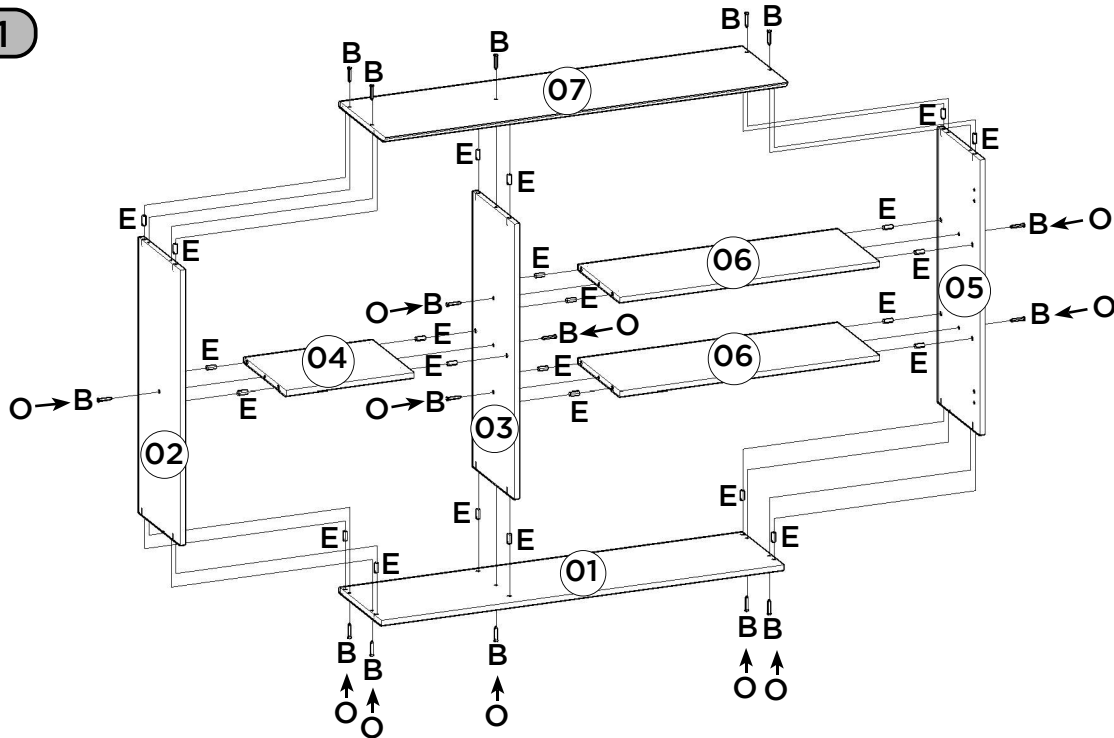 1
B B B B B
07
E E E E
E E
E E
E B ← O
E 06 E
05
O → B E
E B ← O E B ← O
E 04 E E 06 E
O → B E O → B E
02 03
E E E
E E E E
01
B B B B B
O O O O O